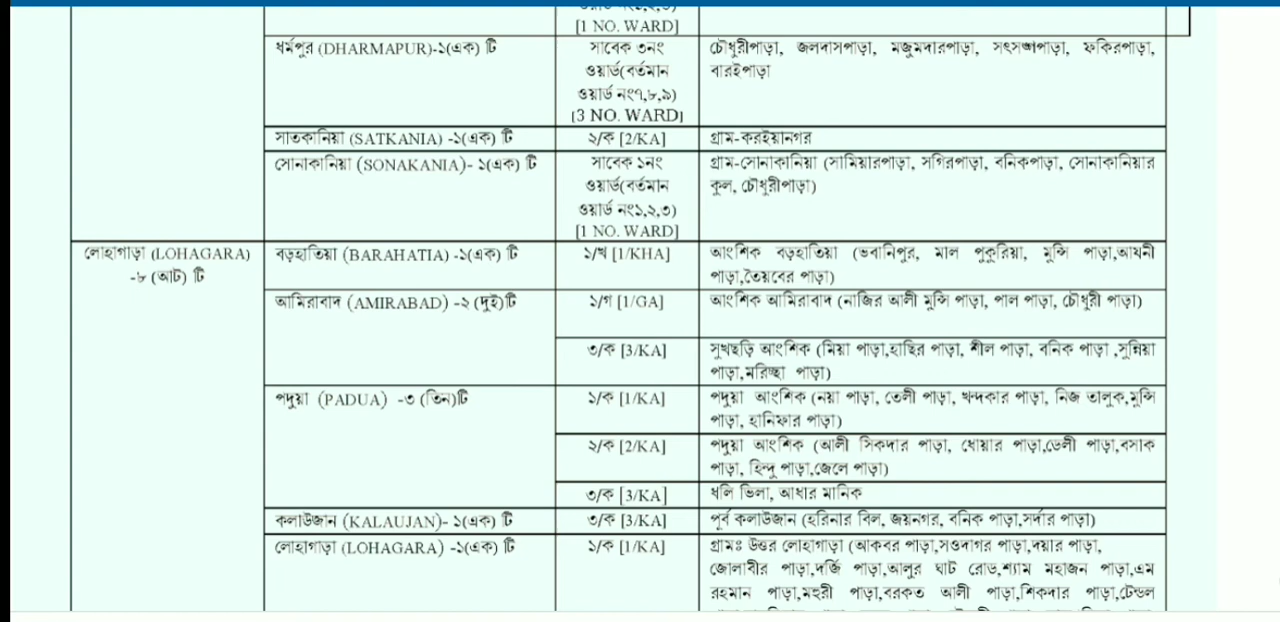 [1 NO. WARD]
ধর্মপুর (DHARMAPUR)-১(এক) টি
সাবেক ৩নং
ওয়ার্ড(বর্তমান
ওয়ার্ড নং৭,৮,৯)
[3 NO. WARD]
চৌধুরীপাড়া, জলদাসপাড়া, মজুমদারপাড়া, সৎসঙ্গপাড়া, ফকিরপাড়া,
বারইপাড়া
সাতকানিয়া (SATKANIA) -১(এক) টি
২/ক [2/KA]
গ্রাম-করইয়ানগর
সোনাকানিয়া (SONAKANIA)- ১(এক) টি
সাবেক ১নং
ওয়ার্ড(বর্তমান
ওয়ার্ড নং১,২,৩)
[1 NO. WARD]
গ্রাম-সোনাকানিয়া (সামিয়ারপাড়া, সগিরপাড়া, বনিকপাড়া, সোনাকানিয়ার
কুল, চৌধুরীপাড়া)
লোহাগাড়া (LOHAGARA)
-৮ (আট) টি
বড়হাতিয়া (BARAHATIA) -১(এক) টি
১/খ [1/KHA]
আংশিক বড়হাতিয়া (ভবানিপুর, মাল পুকুরিয়া, মুন্সি পাড়া,আযনী
পাড়া,তৈয়বের পাড়া)
আমিরাবাদ (AMIRABAD) -২ (দুই)টি
১/গ [1/GA]
আংশিক আমিরাবাদ (নাজির আলী মুন্সি পাড়া, পাল পাড়া, চৌধুরী পাড়া)
৩/ক [3/KA]
সুখছড়ি আংশিক (মিয়া পাড়া,হাছির পাড়া, শীল পাড়া, বনিক পাড়া ,সুন্নিয়া
পাড়া,মরিচ্ছা পাড়া)
পদুয়া (PADUA) -৩ (তিন)টি
১/ক [1/KA]
পদুয়া আংশিক (নয়া পাড়া, তেলী পাড়া, খন্দকার পাড়া, নিজ তালুক,মুন্সি
পাড়া, হানিফার পাড়া)
২/ক [2/KA]
পদুয়া আংশিক (আলী সিকদার পাড়া, ধোয়ার পাড়া,ডেলী পাড়া,বসাক
পাড়া, হিন্দু পাড়া,জেলে পাড়া)
৩/ক [3/KA]
ধলি ভিলা, আধার মানিক
কলাউজান (KALAUJAN)- ১(এক) টি
৩/ক [3/KA]
পূর্ব কলাউজান (হরিনার বিল, জয়নগর, বনিক পাড়া,সর্দার পাড়া)
লোহাগাড়া (LOHAGARA) -১(এক) টি
১/ক [1/KA]
গ্রামঃ উত্তর লোহাগাড়া (আকবর পাড়া,সওদাগর পাড়া,দয়ার পাড়া,
জোলাবীর পাড়া,দর্জি পাড়া,আলুর ঘাট রোড,শ্যাম মহাজন পাড়া,এম
রহমান পাড়া,মহুরী পাড়া,বরকত আলী পাড়া,শিকদার পাড়া,টেন্ডল